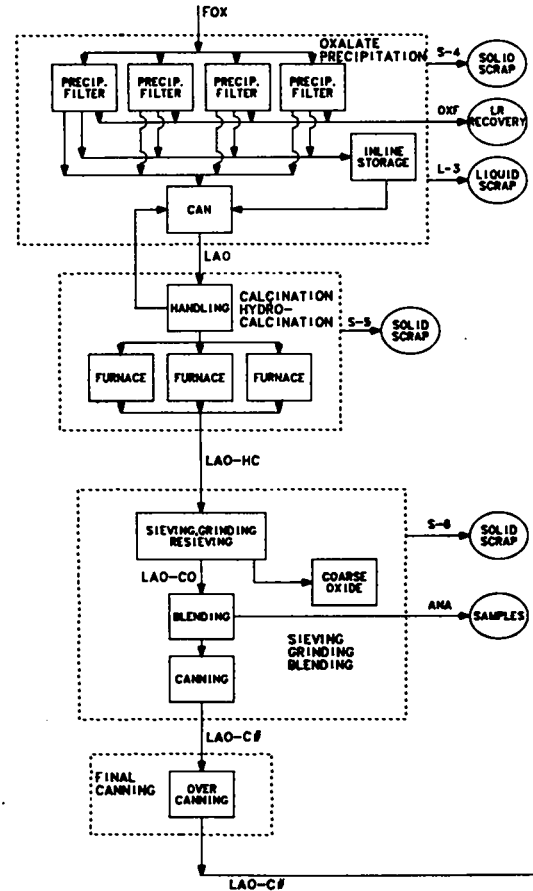 FOX
OXALATE
PRECIPITATION
S-4
SOLID
SCRAP
PRECIP.
FILTER
PRECIP.
FILTER
PRECIP.
FILTER
PRECIP.
FILTER
OXF
LR
RECOVERY
INLINE
STORAGE
L-3
LIQUID
SCRAP
CAN
LAO
HANDLING
CALCINATION
HYDRO-
CALCINATION
S-5
SOLID
SCRAP
FURNACE
FURNACE
FURNACE
LAO-HC
SIEVING,GRINDING
RESIEVING
S-6
SOLID
SCRAP
LAO-CO
COARSE
OXIDE
BLENDING
ANA
SAMPLES
SIEVING
GRINDING
BLENDING
CANNING
LAO-C#
FINAL
CANNING
OVER
CANNING
LAO-C#